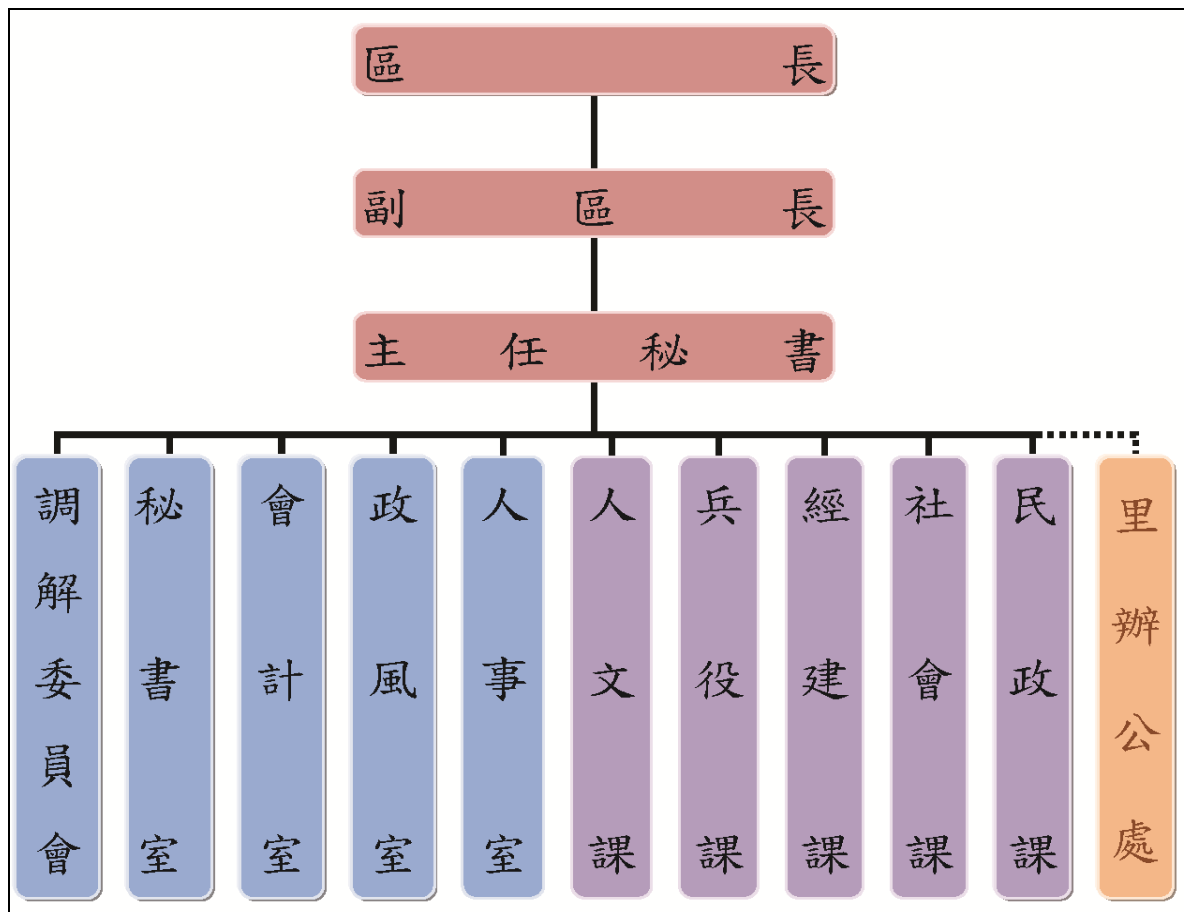 區長
副區長
主任秘書
調解委員會
秘書室
會計室
政風室
人事室
人文課
兵役課
經建課
社會課
民政課
里辦公處